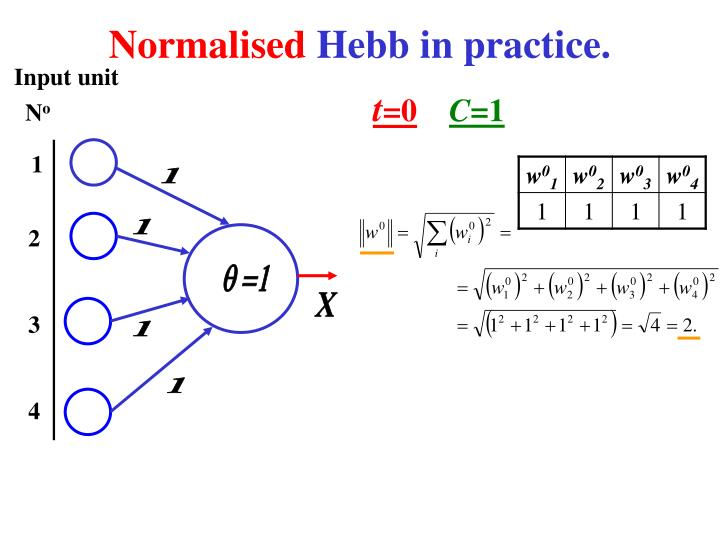 Normalised Hebb in practice.
Input unit
Nº
t=0 C=1
1
2
3
4
1
1
1
1
θ=1
X
w⁰₁ w⁰₂ w⁰₃ w⁰₄
1 1 1 1
‖w⁰‖ = √∑ᵢ(wᵢ⁰)² =
= √(w₁⁰)² + (w₂⁰)² + (w₃⁰)² + (w₄⁰)²
= √(1² + 1² + 1² + 1²) = √4 = 2.